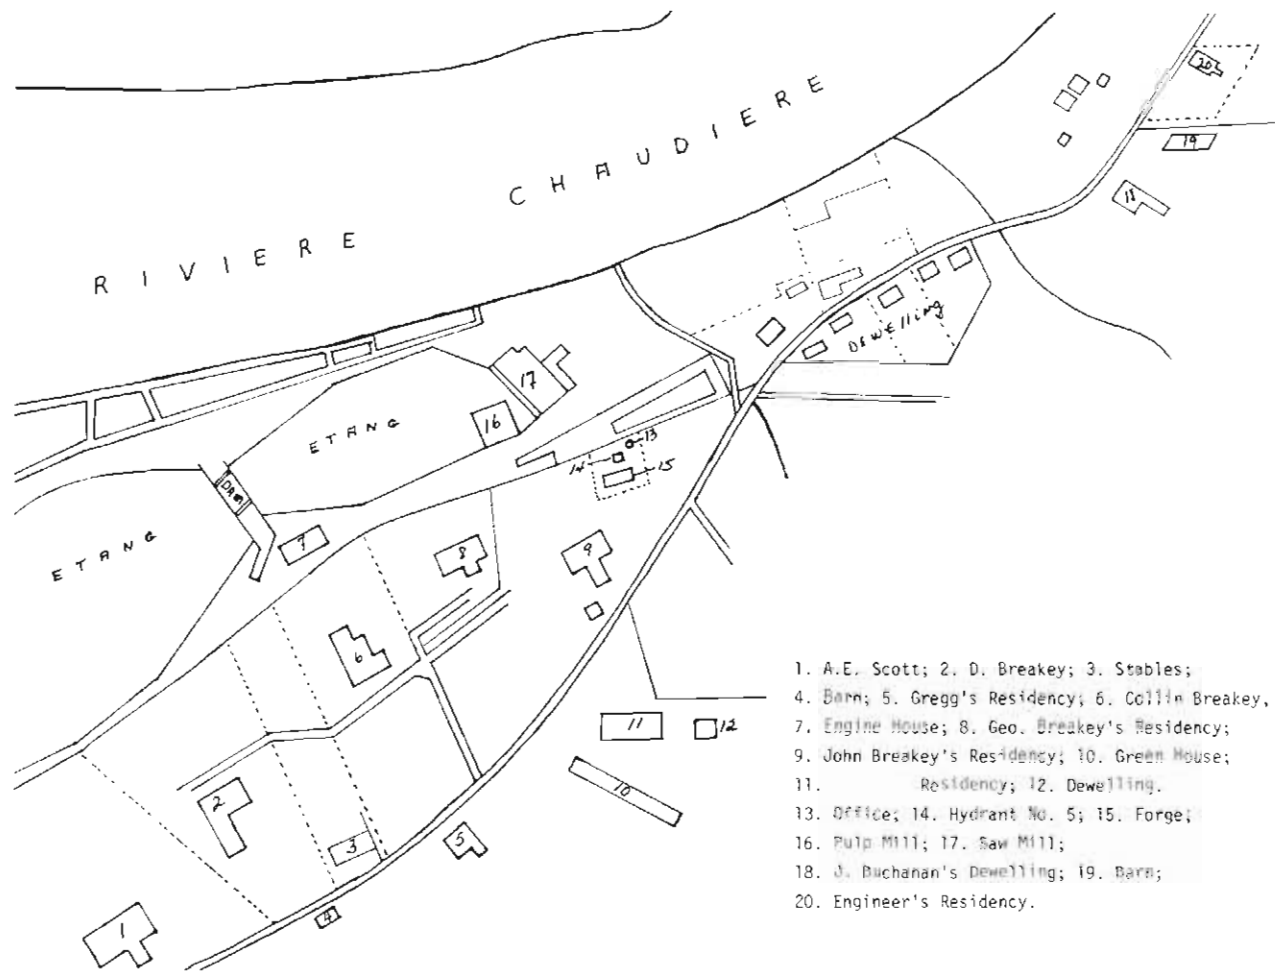 RIVIERE CHAUDIERE
20
19
18
DEWElling
17
16
ETANG
13
14
15
DAM
ETANG
7
8
9
6
11
12
10
2
3
5
4
1
1. A.E. Scott; 2. D. Breakey; 3. Stables;
4. Barn; 5. Gregg's Residency; 6. Collin Breakey,
7. Engine House; 8. Geo. Breakey's Residency;
9. John Breakey's Residency; 10. Green House;
11. Residency; 12. Dewelling.
13. Office; 14. Hydrant No. 5; 15. Forge;
16. Pulp Mill; 17. Saw Mill;
18. J. Buchanan's Dewelling; 19. Barn;
20. Engineer's Residency.